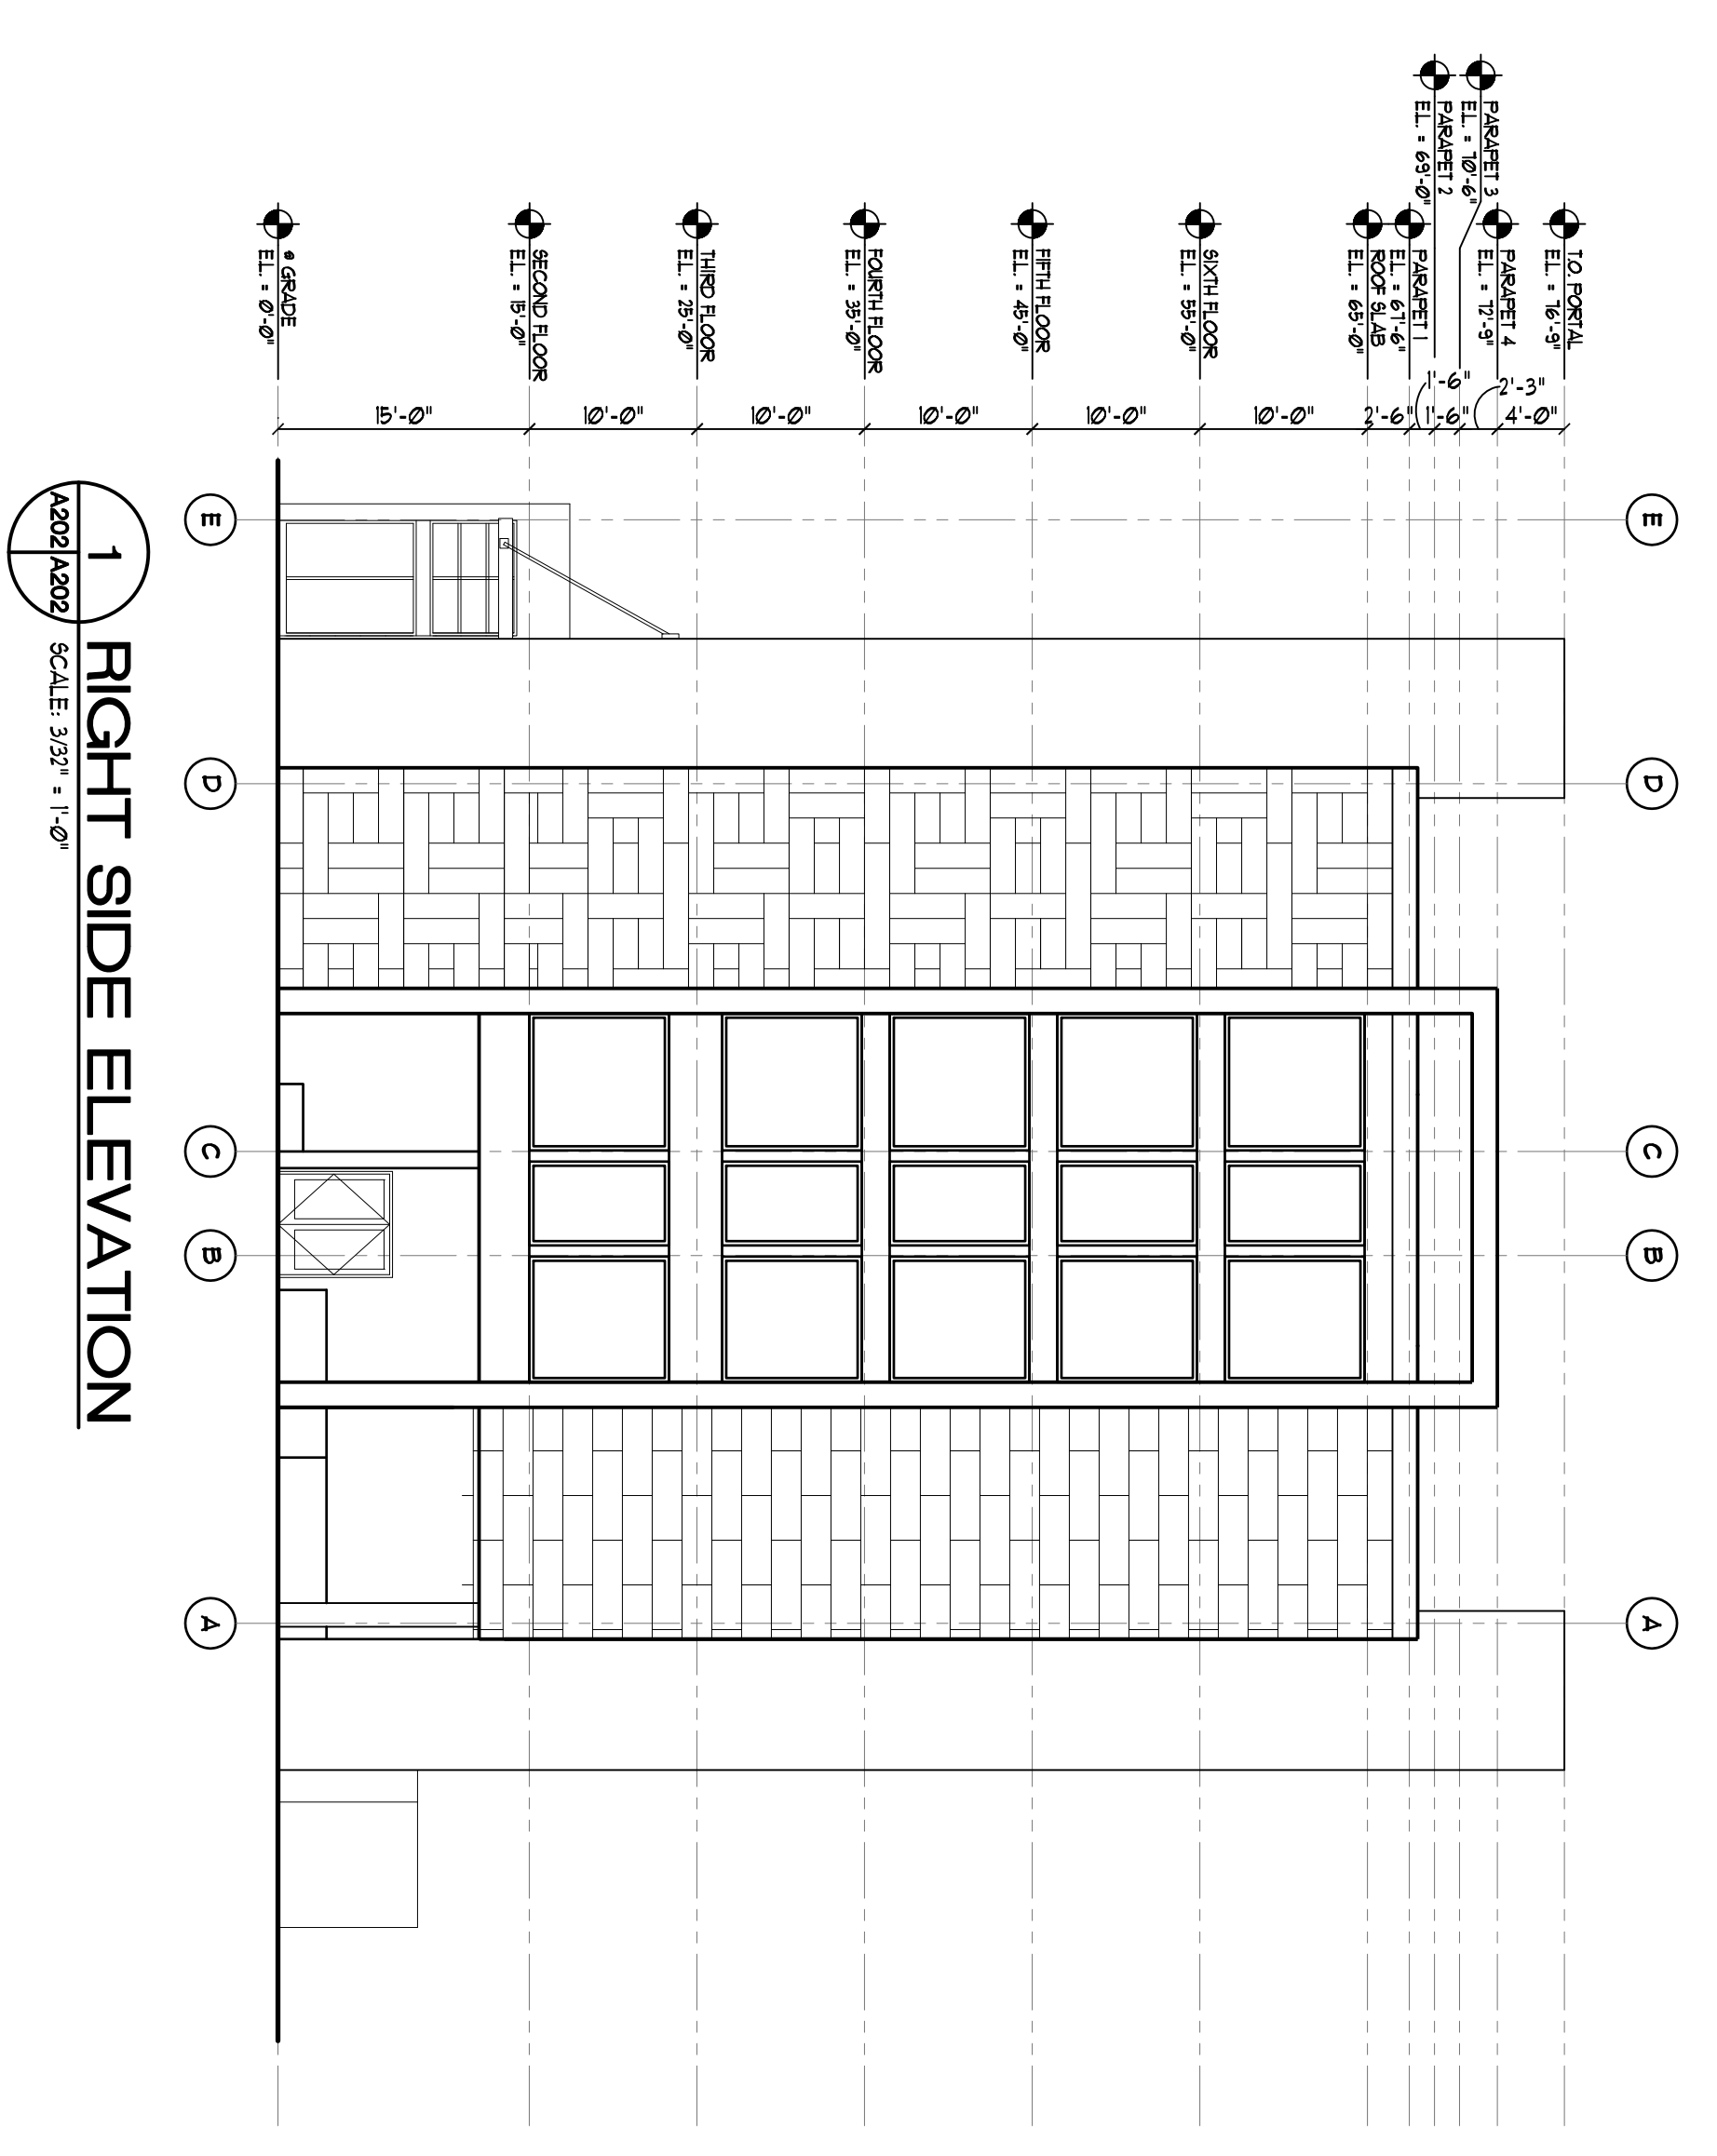 T.O. PORTAL
EL. = 76'-9"
PARAPET 4
EL. = 72'-9"
PARAPET 3
EL. = 70'-6"
PARAPET 2
EL. = 69'-0"
PARAPET 1
EL. = 67'-6"
ROOF SLAB
EL. = 65'-0"
SIXTH FLOOR
EL. = 55'-0"
FIFTH FLOOR
EL. = 45'-0"
FOURTH FLOOR
EL. = 35'-0"
THIRD FLOOR
EL. = 25'-0"
SECOND FLOOR
EL. = 15'-0"
@ GRADE
EL. = 0'-0"
4'-0"
2'-3"
1'-6"
1'-6"
2'-6"
10'-0"
10'-0"
10'-0"
10'-0"
10'-0"
15'-0"
E
D
C
B
A
E
D
C
B
A
1
A202 A202
RIGHT SIDE ELEVATION
SCALE: 3/32" = 1'-0"